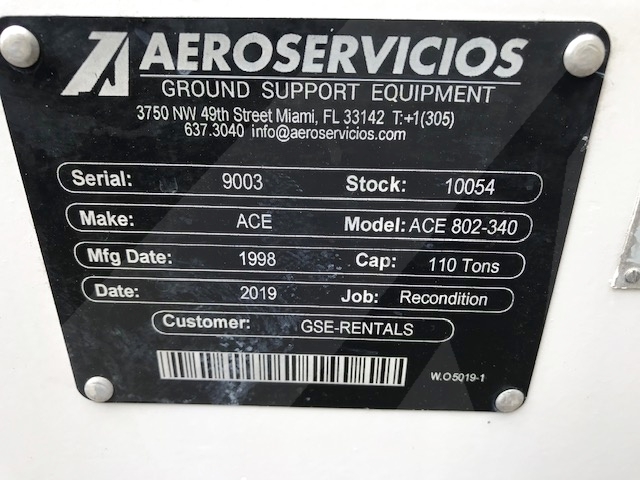 AEROSERVICIOS
GROUND SUPPORT EQUIPMENT
3750 NW 49th Street Miami, FL 33142 T:+1(305)
637.3040 info@aeroservicios.com
Serial: 9003 Stock: 10054
Make: ACE Model: ACE 802-340
Mfg Date: 1998 Cap: 110 Tons
Date: 2019 Job: Recondition
Customer: GSE-RENTALS
W.O5019-1